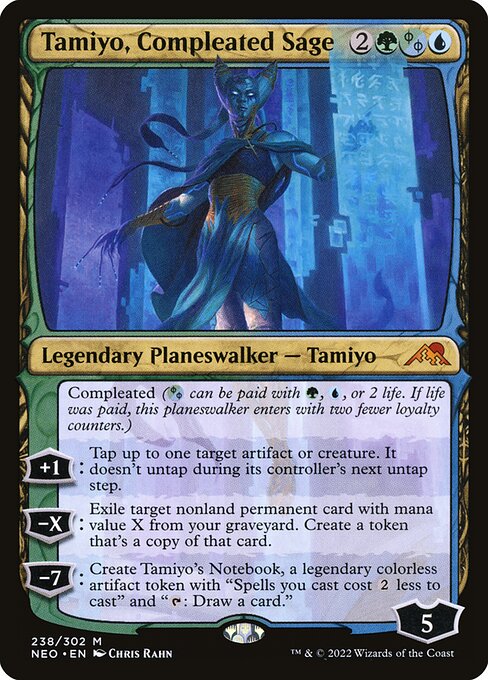 Tamiyo, Compleated Sage 2
Legendary Planeswalker — Tamiyo
Compleated ( can be paid with , , or 2 life. If life
was paid, this planeswalker enters with two fewer loyalty
counters.)
+1: Tap up to one target artifact or creature. It
doesn't untap during its controller's next untap
step.
−X: Exile target nonland permanent card with mana
value X from your graveyard. Create a token
that's a copy of that card.
−7: Create Tamiyo's Notebook, a legendary colorless
artifact token with "Spells you cast cost 2 less to
cast" and ": Draw a card."
5
238/302 M
NEO • EN Chris Rahn
™ & © 2022 Wizards of the Coast